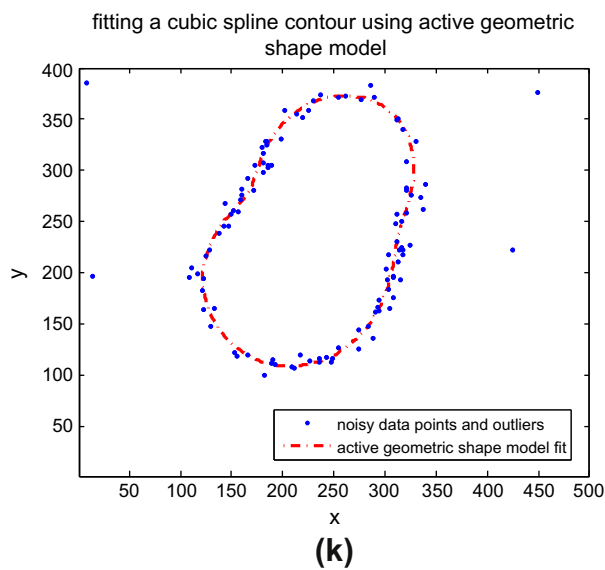 fitting a cubic spline contour using active geometric
shape model
400
350
300
250
200
150
100
50
y
noisy data points and outliers
active geometric shape model fit
50 100 150 200 250 300 350 400 450 500
x
(k)